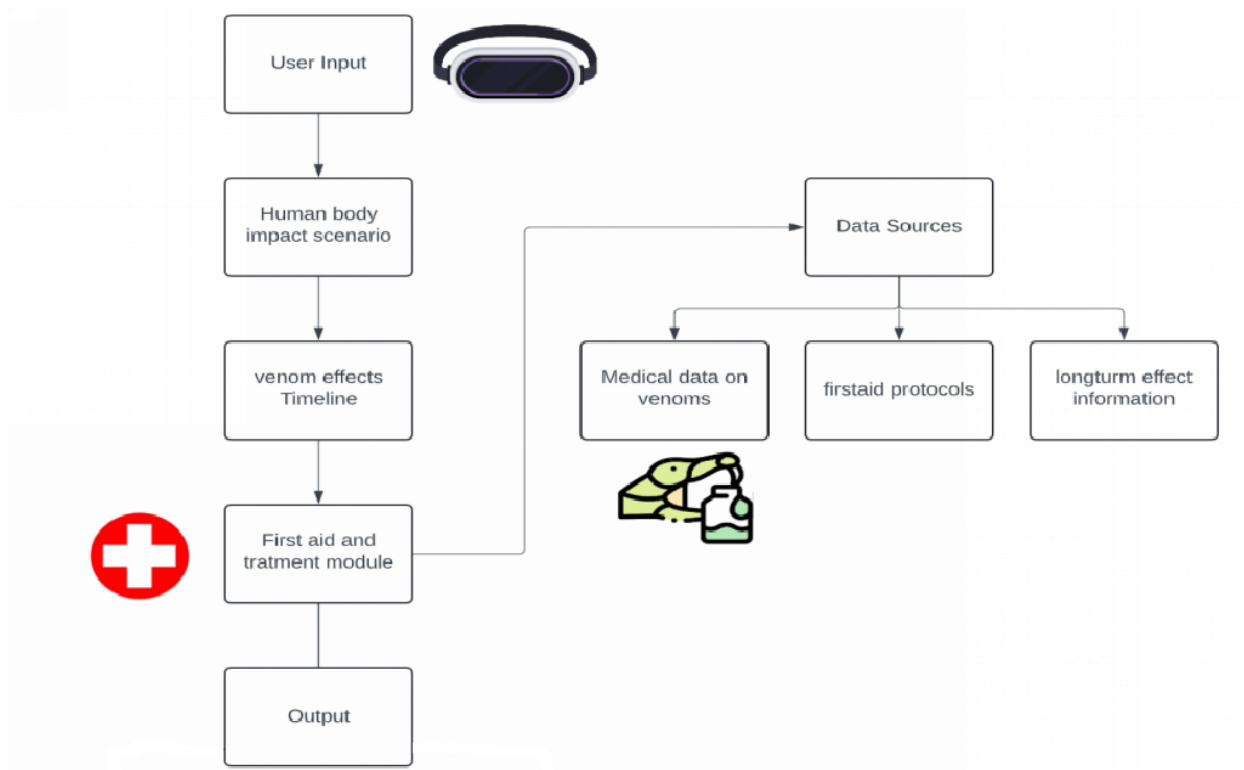 User Input
Human body
impact scenario
venom effects
Timeline
First aid and
tratment module
Output
Data Sources
Medical data on
venoms
firstaid protocols
longturm effect
information